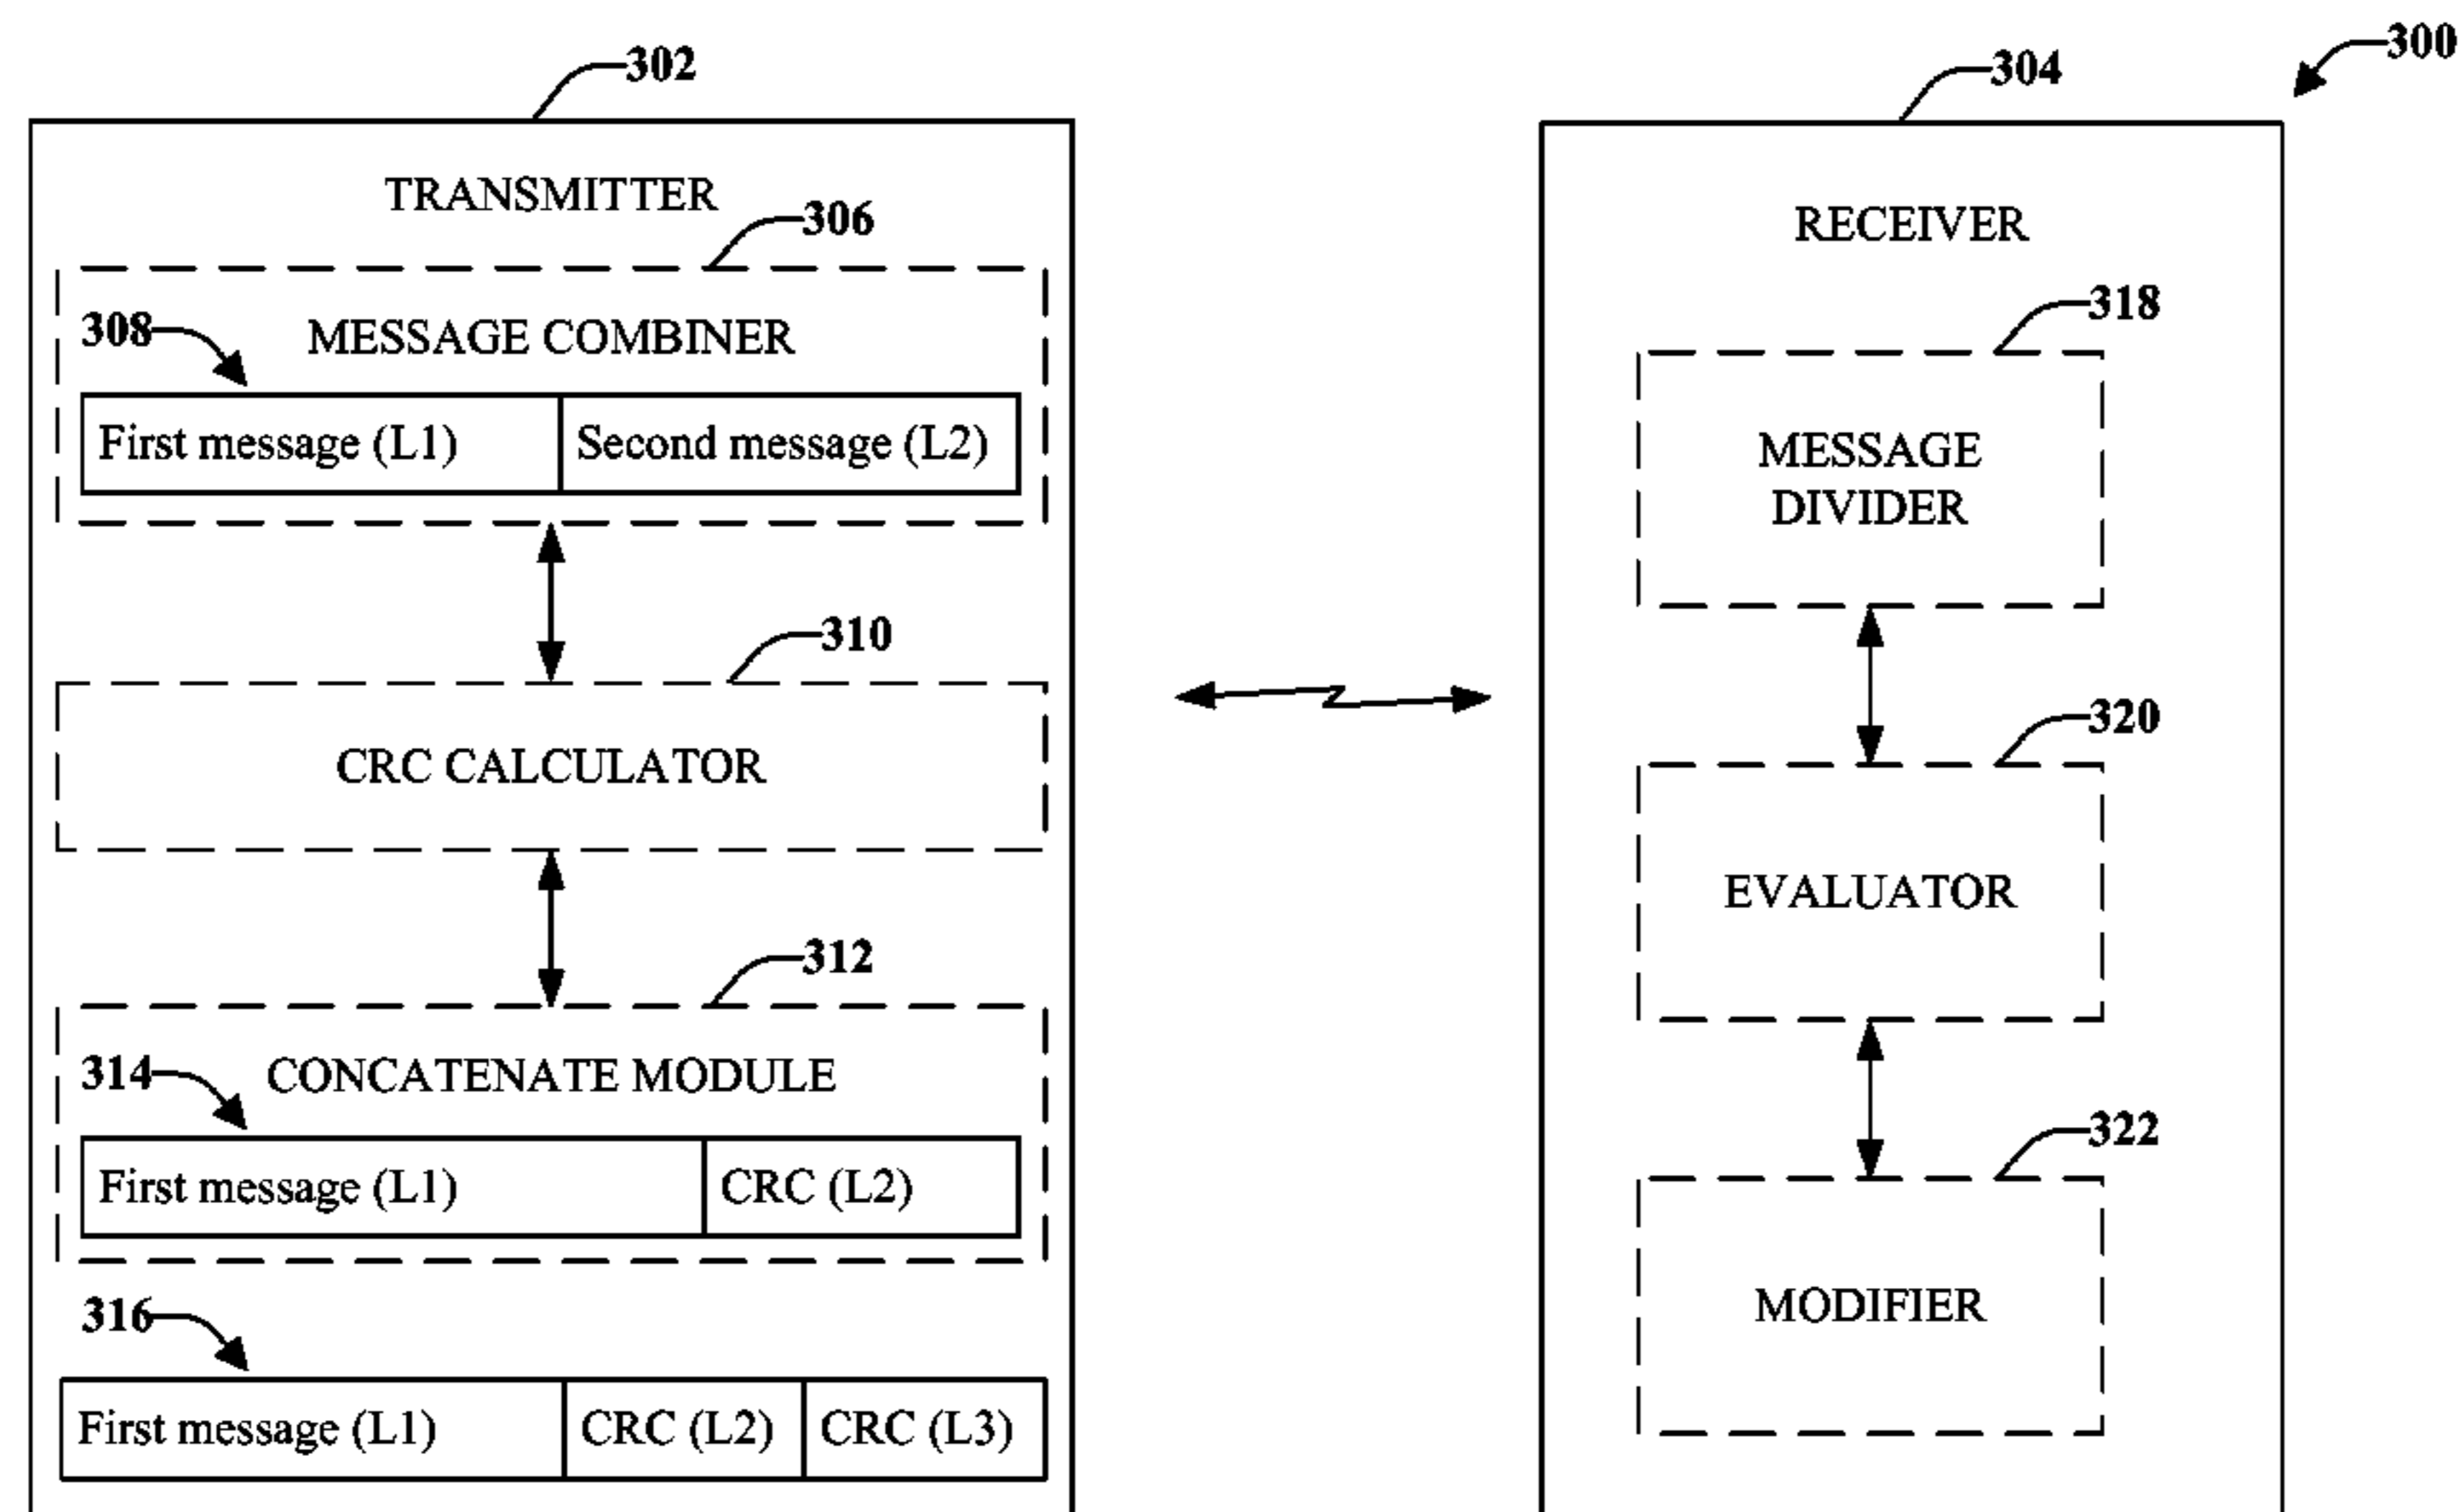 300
302
TRANSMITTER
306
308
MESSAGE COMBINER
First message (L1) Second message (L2)
310
CRC CALCULATOR
312
314
CONCATENATE MODULE
First message (L1) CRC (L2)
316
First message (L1) CRC (L2) CRC (L3)
304
RECEIVER
318
MESSAGE
DIVIDER
320
EVALUATOR
322
MODIFIER